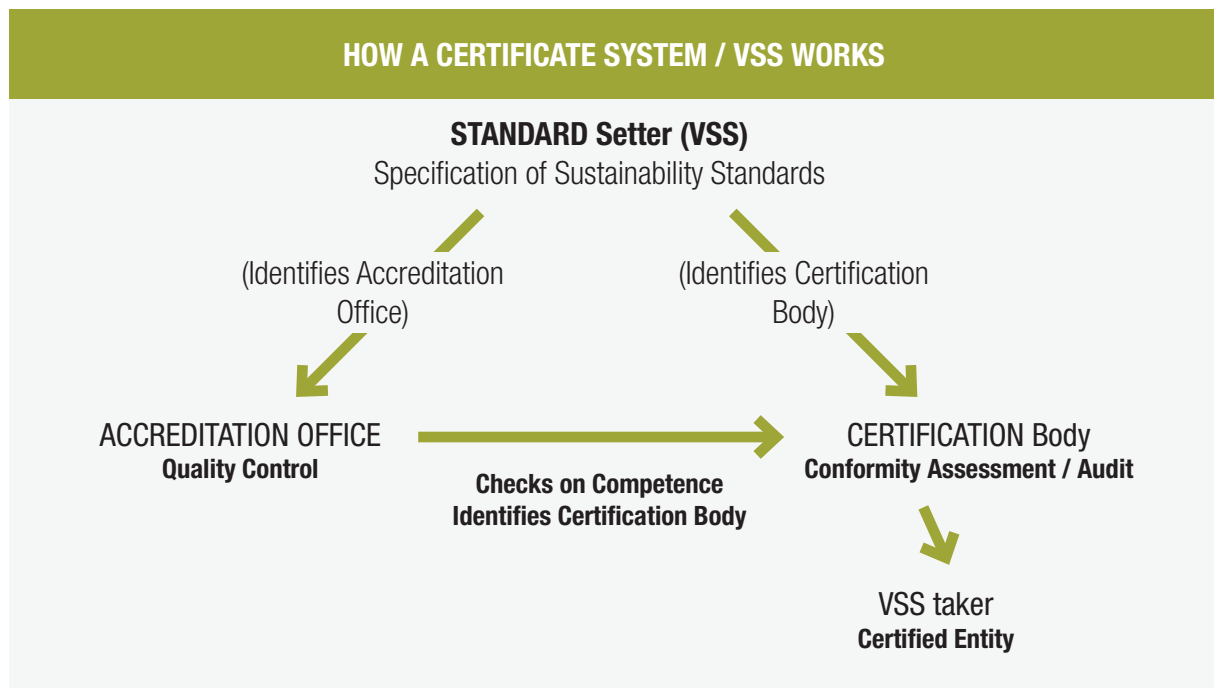 HOW A CERTIFICATE SYSTEM / VSS WORKS
STANDARD Setter (VSS)
Specification of Sustainability Standards
(Identifies Accreditation
Office)
(Identifies Certification
Body)
ACCREDITATION OFFICE
Quality Control
Checks on Competence
Identifies Certification Body
CERTIFICATION Body
Conformity Assessment / Audit
VSS taker
Certified Entity